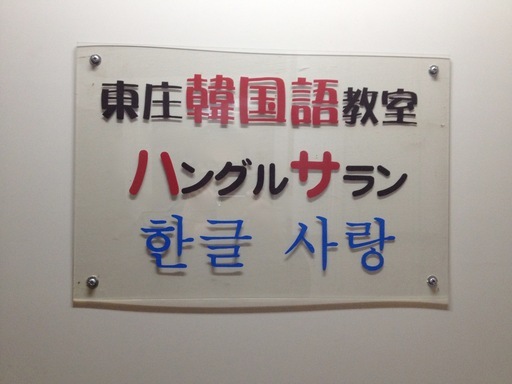 東庄韓国語教室
ハングルサラン
한글 사랑